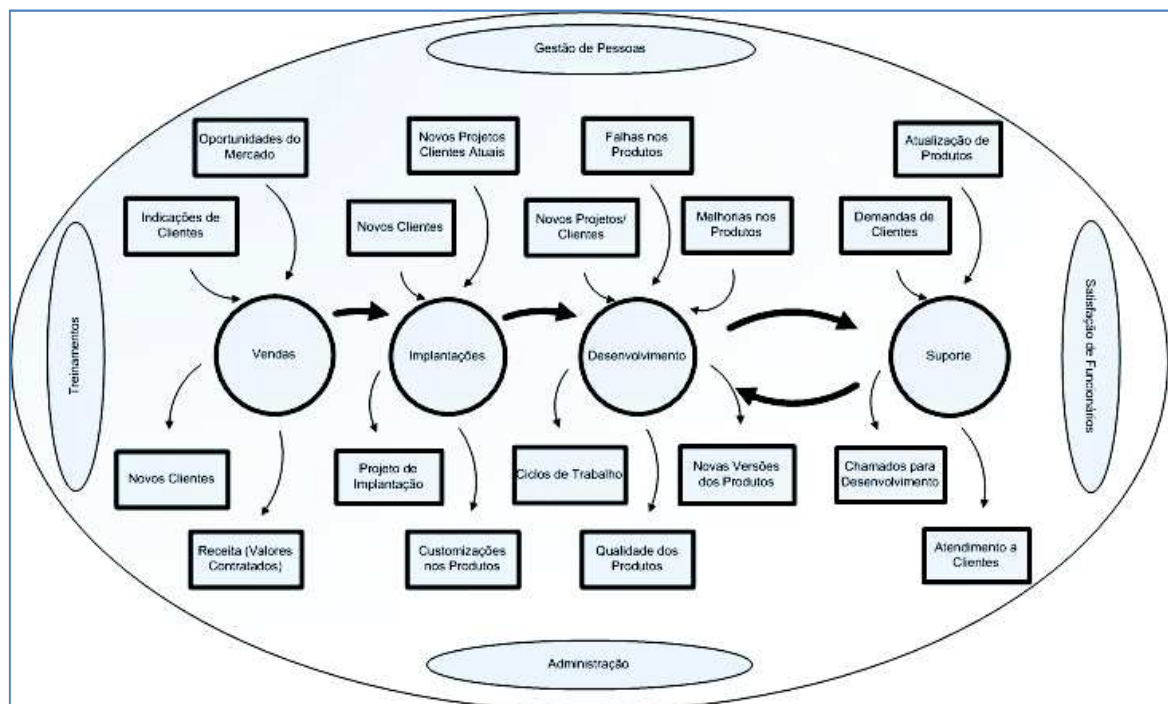 Gestão de Pessoas
Oportunidades do
Mercado
Novos Projetos
Clientes Atuais
Falhas nos
Produtos
Atualização de
Produtos
Indicações de
Clientes
Novos Clientes
Novos Projetos/
Clientes
Melhorias nos
Produtos
Demandas de
Clientes
Treinamentos
Vendas
Implantações
Desenvolvimento
Suporte
Satisfação de Funcionários
Novos Clientes
Projeto de
Implantação
Ciclos de Trabalho
Novas Versões
dos Produtos
Chamados para
Desenvolvimento
Receita (Valores
Contratados)
Customizações
nos Produtos
Qualidade dos
Produtos
Atendimento a
Clientes
Administração